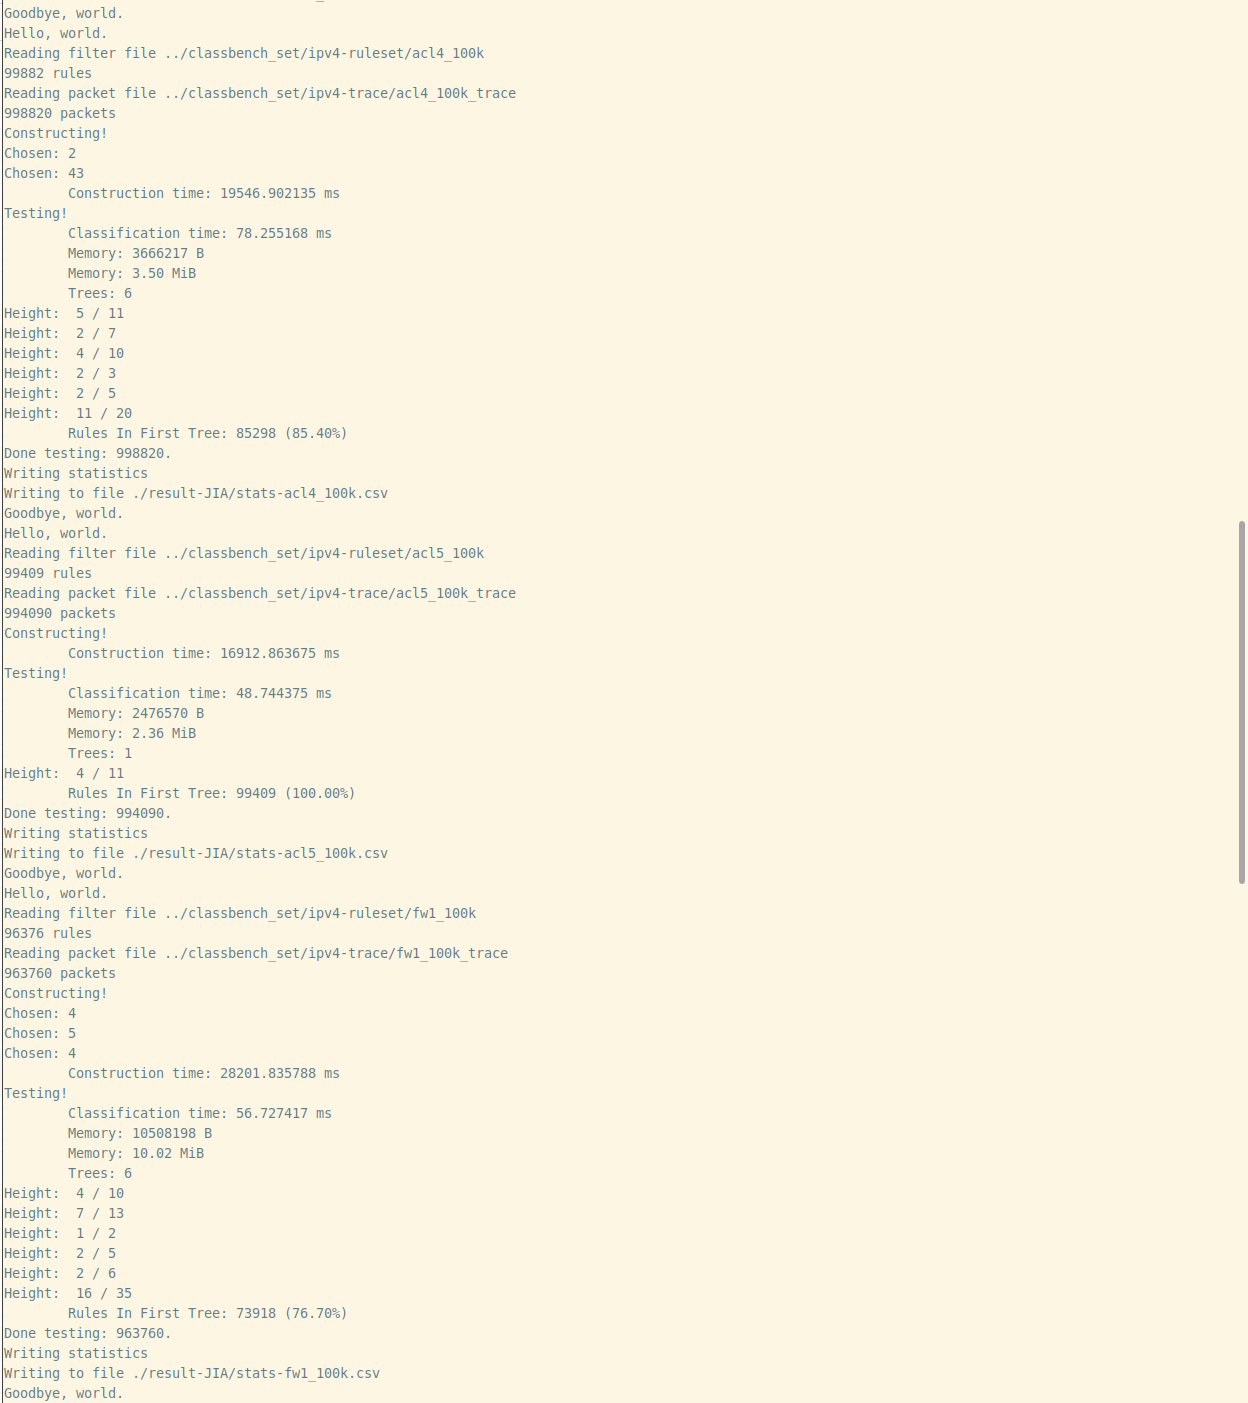 Goodbye, world.
Hello, world.
Reading filter file ../classbench_set/ipv4-ruleset/acl4_100k
99882 rules
Reading packet file ../classbench_set/ipv4-trace/acl4_100k_trace
998820 packets
Constructing!
Chosen: 2
Chosen: 43
        Construction time: 19546.902135 ms
Testing!
        Classification time: 78.255168 ms
        Memory: 3666217 B
        Memory: 3.50 MiB
        Trees: 6
Height:  5 / 11
Height:  2 / 7
Height:  4 / 10
Height:  2 / 3
Height:  2 / 5
Height:  11 / 20
        Rules In First Tree: 85298 (85.40%)
Done testing: 998820.
Writing statistics
Writing to file ./result-JIA/stats-acl4_100k.csv
Goodbye, world.
Hello, world.
Reading filter file ../classbench_set/ipv4-ruleset/acl5_100k
99409 rules
Reading packet file ../classbench_set/ipv4-trace/acl5_100k_trace
994090 packets
Constructing!
        Construction time: 16912.863675 ms
Testing!
        Classification time: 48.744375 ms
        Memory: 2476570 B
        Memory: 2.36 MiB
        Trees: 1
Height:  4 / 11
        Rules In First Tree: 99409 (100.00%)
Done testing: 994090.
Writing statistics
Writing to file ./result-JIA/stats-acl5_100k.csv
Goodbye, world.
Hello, world.
Reading filter file ../classbench_set/ipv4-ruleset/fw1_100k
96376 rules
Reading packet file ../classbench_set/ipv4-trace/fw1_100k_trace
963760 packets
Constructing!
Chosen: 4
Chosen: 5
Chosen: 4
        Construction time: 28201.835788 ms
Testing!
        Classification time: 56.727417 ms
        Memory: 10508198 B
        Memory: 10.02 MiB
        Trees: 6
Height:  4 / 10
Height:  7 / 13
Height:  1 / 2
Height:  2 / 5
Height:  2 / 6
Height:  16 / 35
        Rules In First Tree: 73918 (76.70%)
Done testing: 963760.
Writing statistics
Writing to file ./result-JIA/stats-fw1_100k.csv
Goodbye, world.